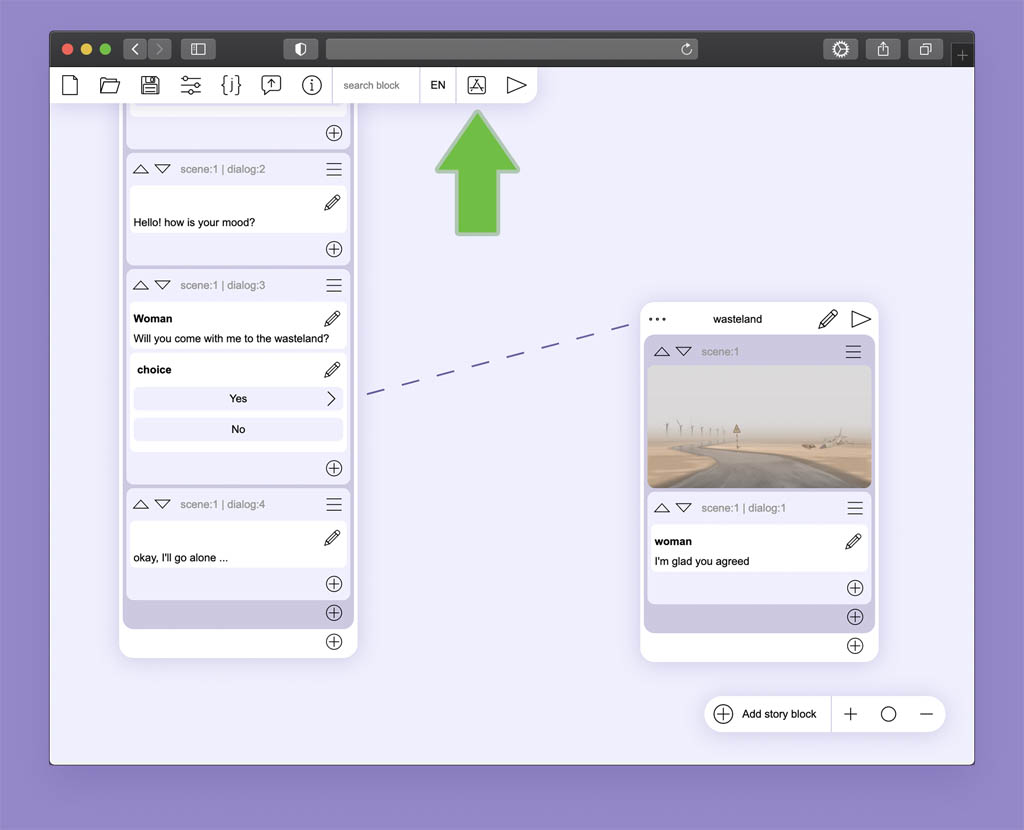 {j}
search block
EN
scene:1 | dialog:2
Hello! how is your mood?
scene:1 | dialog:3
Woman
Will you come with me to the wasteland?
choice
Yes
No
scene:1 | dialog:4
okay, I'll go alone ...
wasteland
scene:1
scene:1 | dialog:1
woman
I'm glad you agreed
Add story block